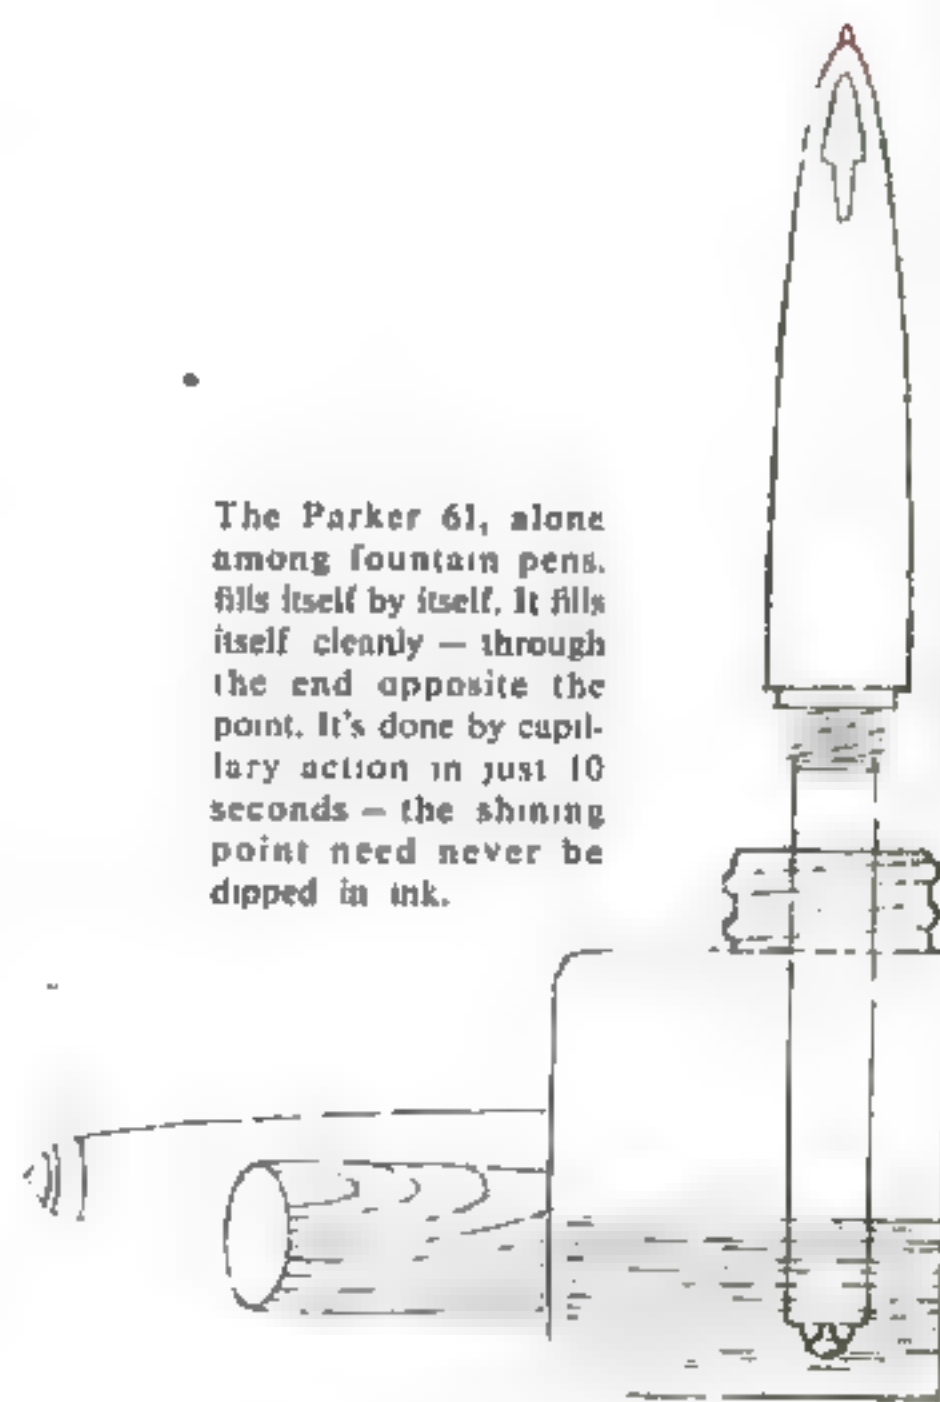 The Parker 61, alone
among fountain pens,
fills itself by itself. It fills
itself cleanly — through
the end opposite the
point. It's done by capil-
lary action in just 10
seconds — the shining
point need never be
dipped in ink.